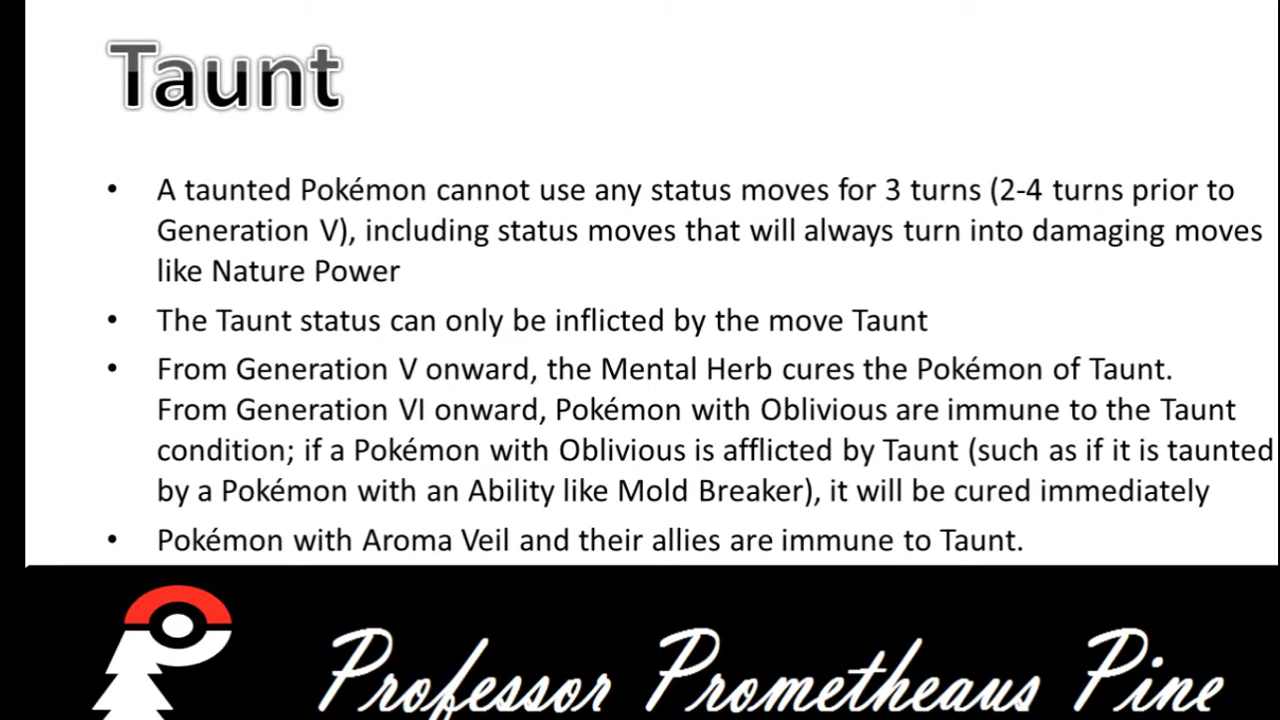 Taunt
• A taunted Pokémon cannot use any status moves for 3 turns (2-4 turns prior to
Generation V), including status moves that will always turn into damaging moves
like Nature Power
• The Taunt status can only be inflicted by the move Taunt
• From Generation V onward, the Mental Herb cures the Pokémon of Taunt.
From Generation VI onward, Pokémon with Oblivious are immune to the Taunt
condition; if a Pokémon with Oblivious is afflicted by Taunt (such as if it is taunted
by a Pokémon with an Ability like Mold Breaker), it will be cured immediately
• Pokémon with Aroma Veil and their allies are immune to Taunt.
Professor Prometheaus Pine